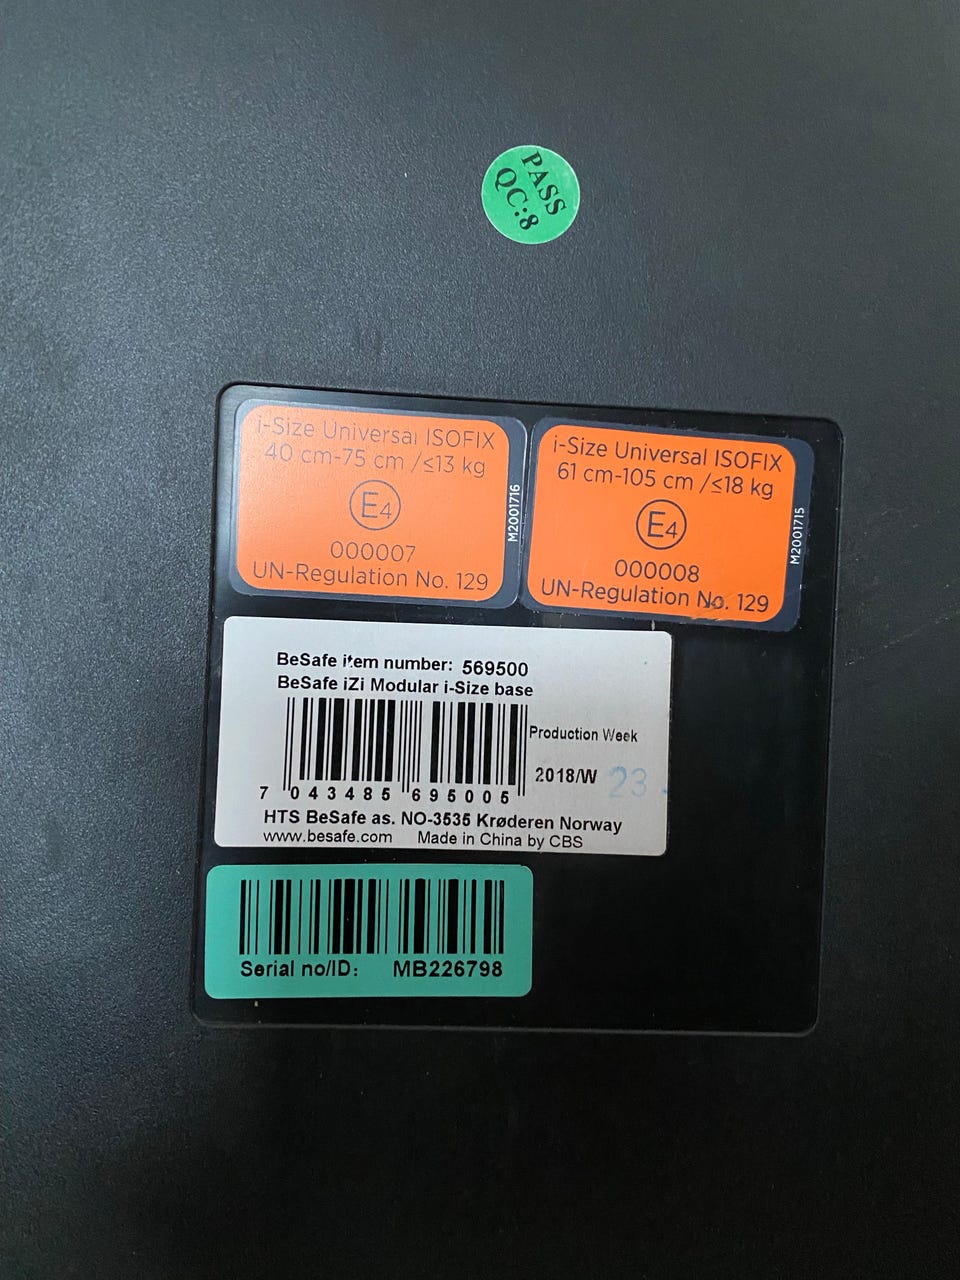 PASS
QC:8
i-Size Universal ISOFIX
40 cm-75 cm /≤13 kg
E4
000007
UN-Regulation No. 129
M2001716
i-Size Universal ISOFIX
61 cm-105 cm /≤18 kg
E4
000008
UN-Regulation No. 129
M2001715
BeSafe item number: 569500
BeSafe iZi Modular i-Size base
Production Week
2018/W 23
7 043485 695005
HTS BeSafe as. NO-3535 Krøderen Norway
www.besafe.com Made in China by CBS
Serial no/ID: MB226798